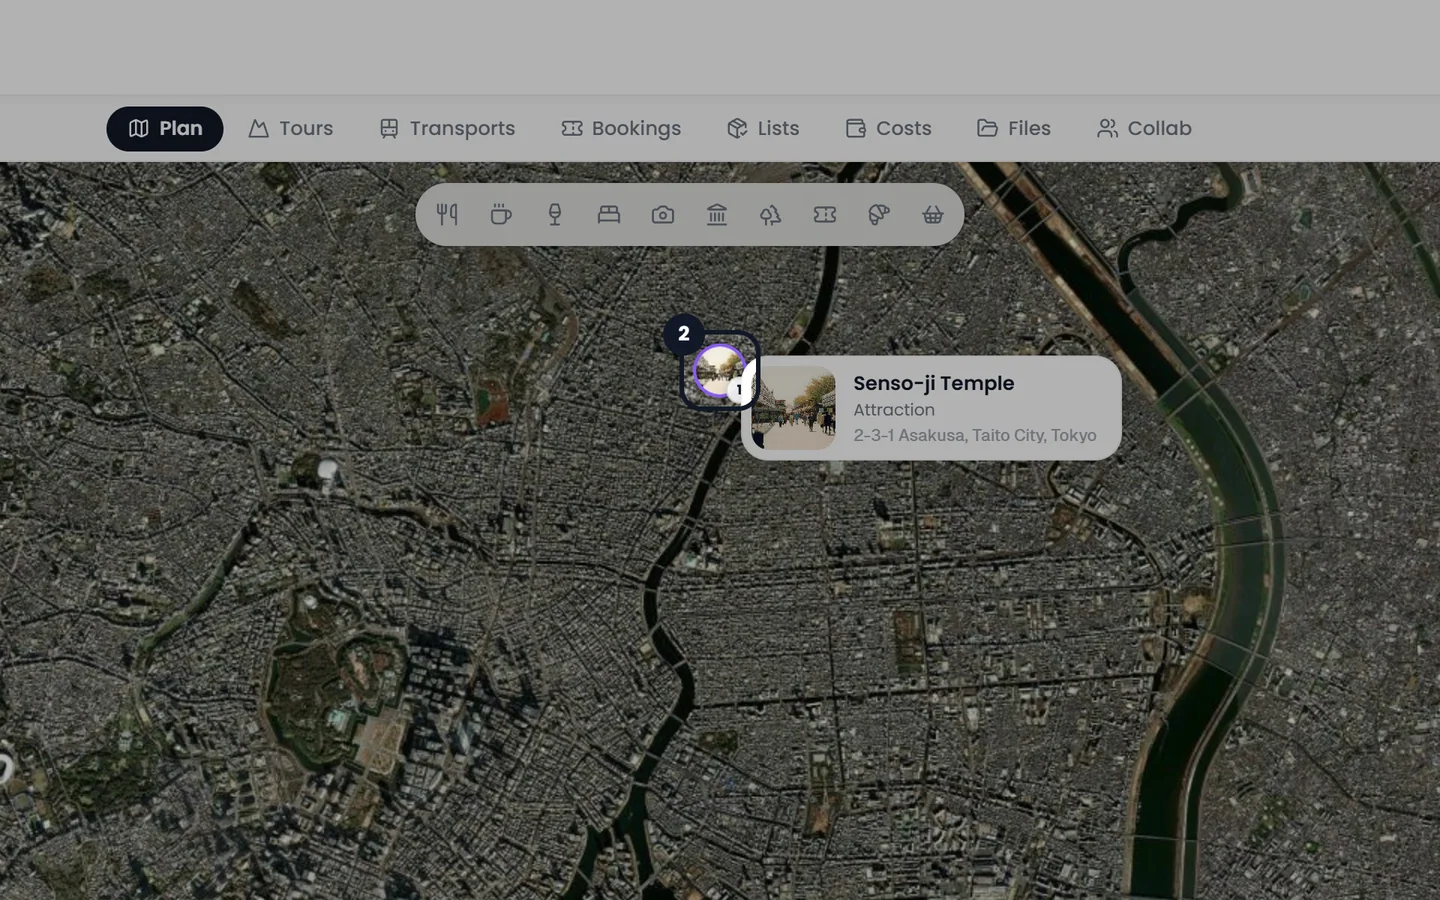 Plan
Tours
Transports
Bookings
Lists
Costs
Files
Collab
2
1
Senso-ji Temple
Attraction
2-3-1 Asakusa, Taito City, Tokyo